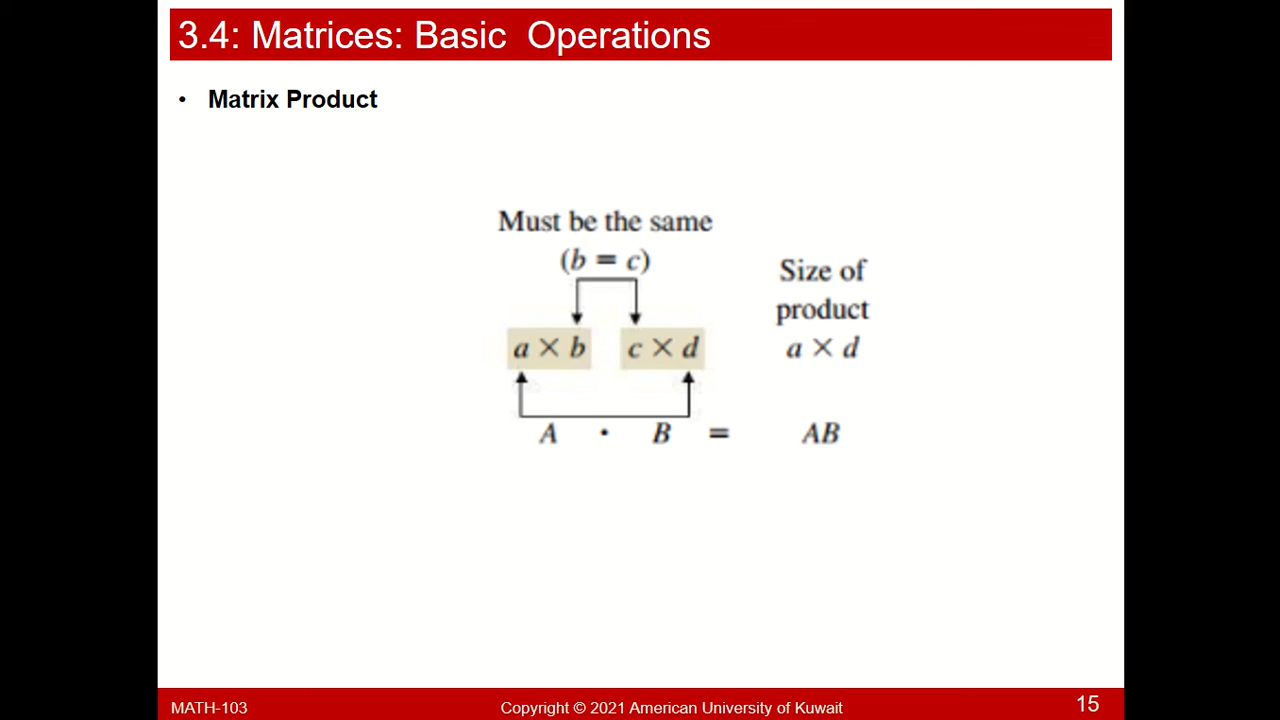 3.4: Matrices: Basic Operations
• Matrix Product
Must be the same
(b = c)
Size of
product
a × b c × d a × d
A · B = AB
MATH-103 Copyright © 2021 American University of Kuwait 15